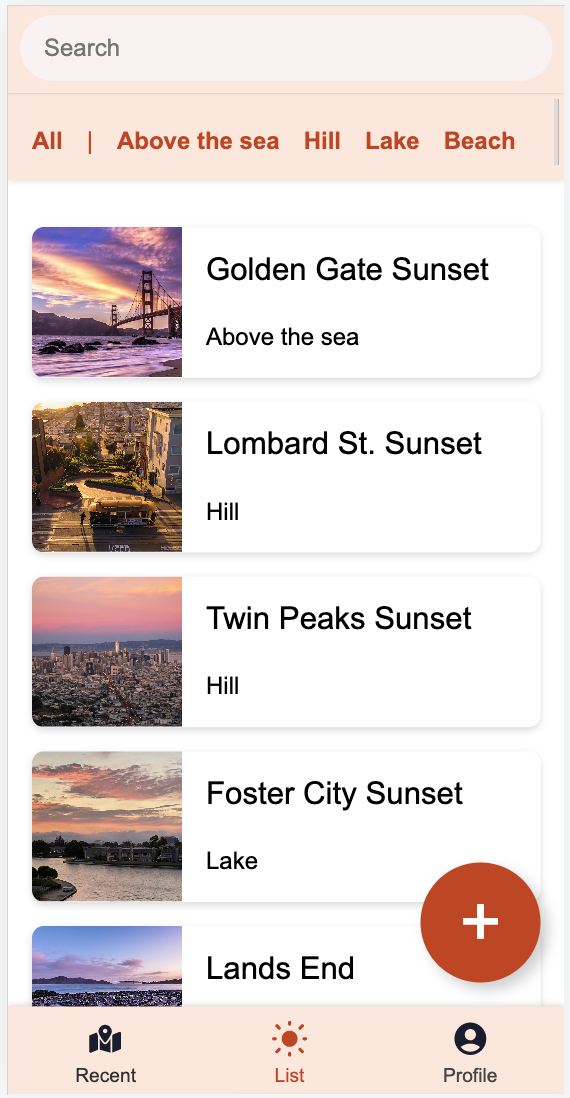 Search
All | Above the sea Hill Lake Beach
Golden Gate Sunset
Above the sea
Lombard St. Sunset
Hill
Twin Peaks Sunset
Hill
Foster City Sunset
Lake
Lands End
Recent List Profile